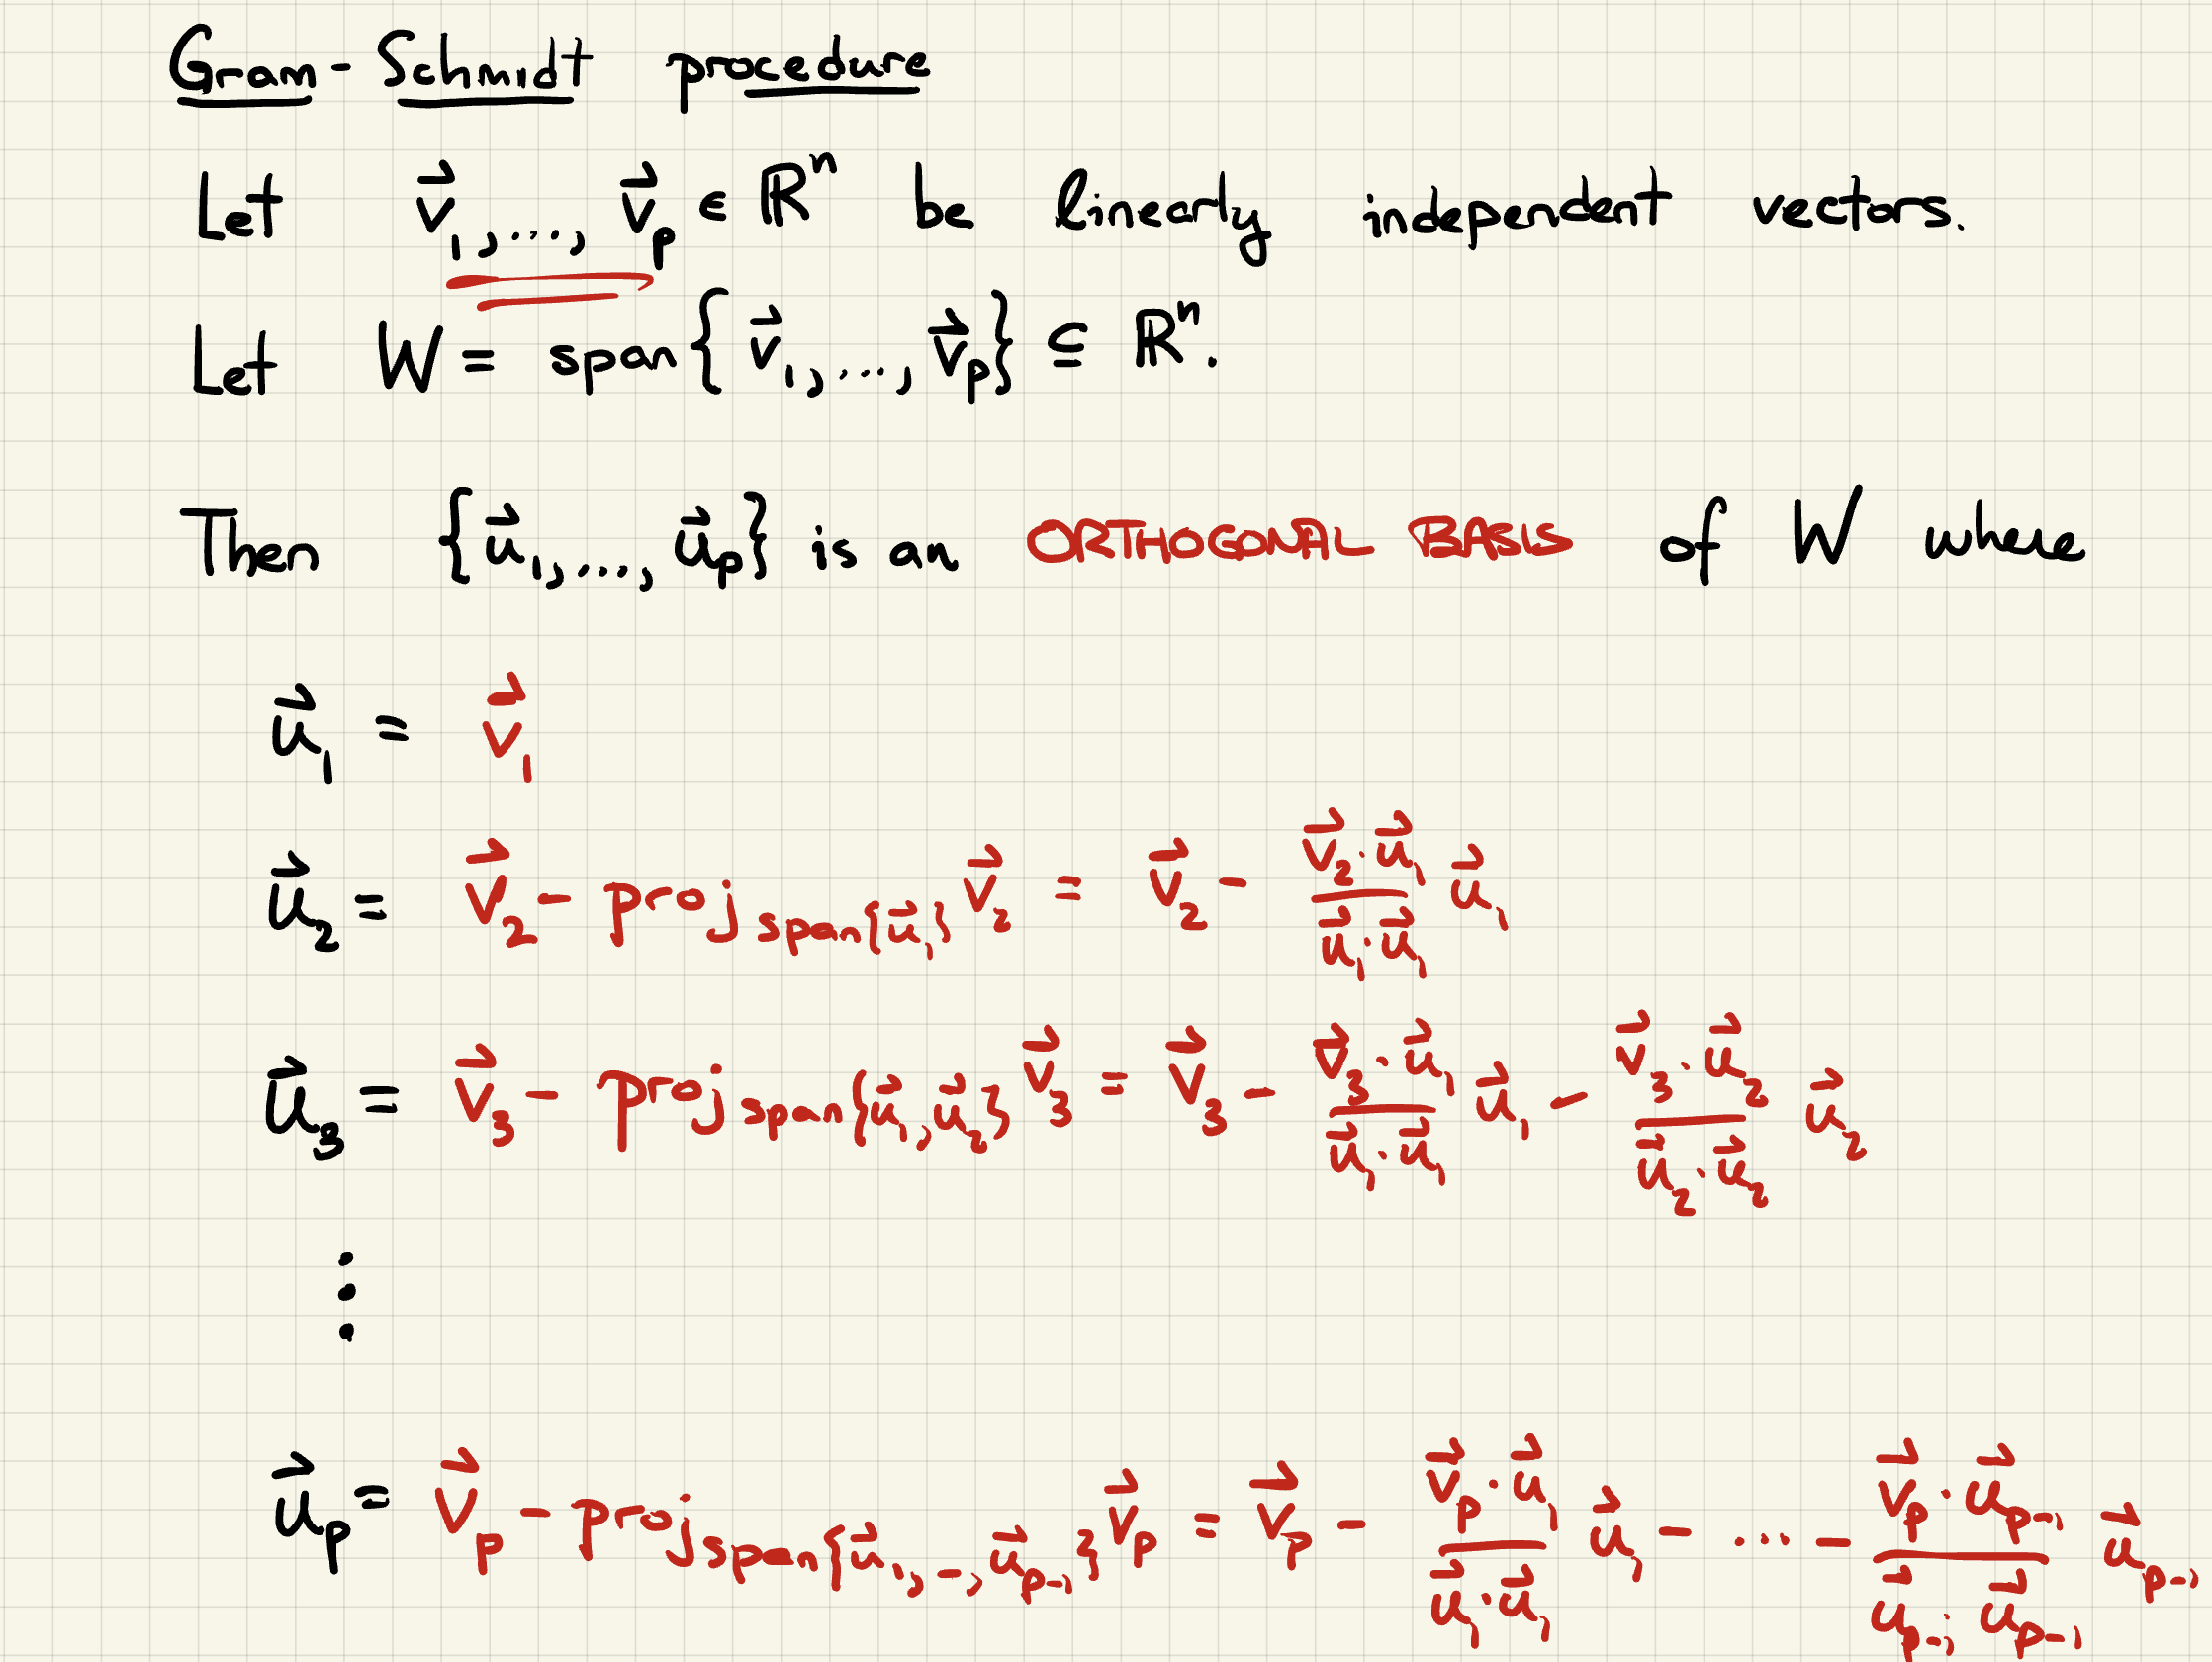 Gram-Schmidt procedure
Let $\vec{v}_1, \ldots, \vec{v}_p \in \mathbb{R}^n$ be linearly independent vectors.
Let $W = \text{span}\{\vec{v}_1, \ldots, \vec{v}_p\} \subseteq \mathbb{R}^n.$
Then $\{\vec{u}_1, \ldots, \vec{u}_p\}$ is an ORTHOGONAL BASIS of $W$ where
$\vec{u}_1 = \vec{v}_1$
$\vec{u}_2 = \vec{v}_2 - \text{proj}_{\text{span}\{\vec{u}_1\}} \vec{v}_2 = \vec{v}_2 - \frac{\vec{v}_2 \cdot \vec{u}_1}{\vec{u}_1 \cdot \vec{u}_1} \vec{u}_1$
$\vec{u}_3 = \vec{v}_3 - \text{proj}_{\text{span}\{\vec{u}_1, \vec{u}_2\}} \vec{v}_3 = \vec{v}_3 - \frac{\vec{v}_3 \cdot \vec{u}_1}{\vec{u}_1 \cdot \vec{u}_1} \vec{u}_1 - \frac{\vec{v}_3 \cdot \vec{u}_2}{\vec{u}_2 \cdot \vec{u}_2} \vec{u}_2$
$\vdots$
$\vec{u}_p = \vec{v}_p - \text{proj}_{\text{span}\{\vec{u}_1, \ldots, \vec{u}_{p-1}\}} \vec{v}_p = \vec{v}_p - \frac{\vec{v}_p \cdot \vec{u}_1}{\vec{u}_1 \cdot \vec{u}_1} \vec{u}_1 - \cdots - \frac{\vec{v}_p \cdot \vec{u}_{p-1}}{\vec{u}_{p-1} \cdot \vec{u}_{p-1}} \vec{u}_{p-1}$